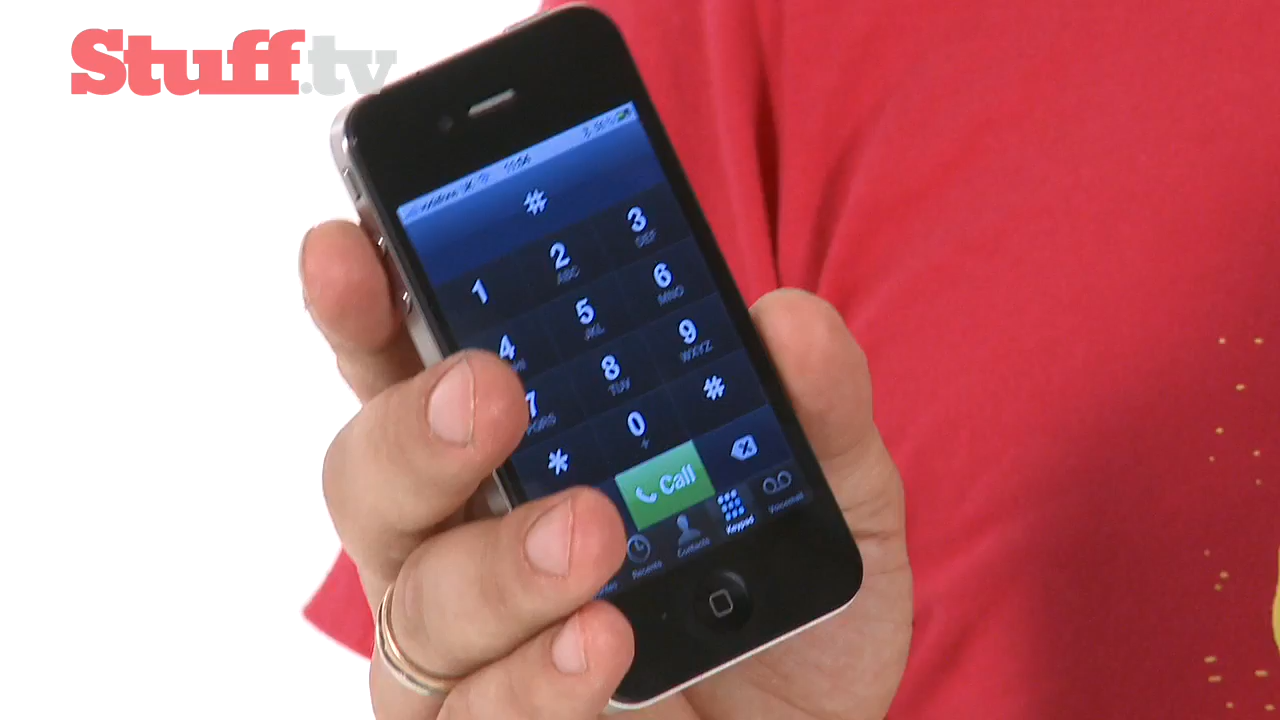 Stuff.tv
#
1
2 ABC
3 DEF
4
5 JKL
6 MNO
7 PQRS
8 TUV
9 WXYZ
*
0 +
#
Call
Recents
Contacts
Keypad
Voicemail